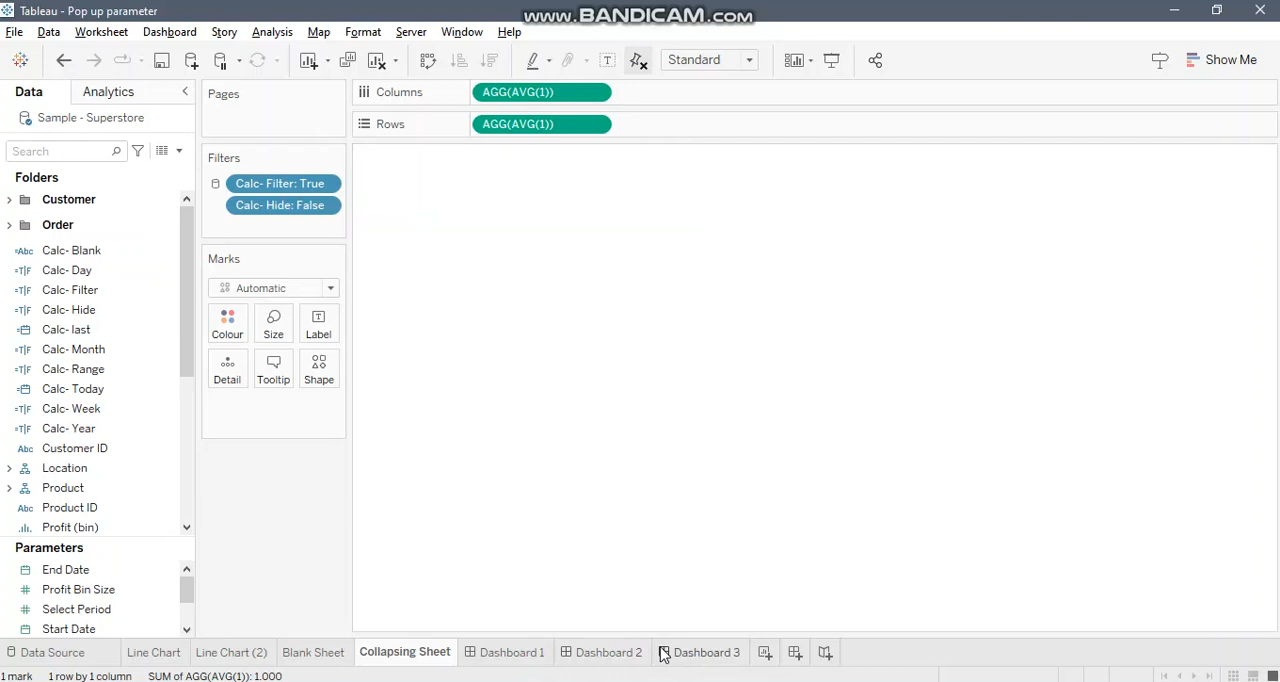 Tableau - Pop up parameter
www.BANDICAM.com
File Data Worksheet Dashboard Story Analysis Map Format Server Window Help
Standard
Show Me
Data Analytics
Sample - Superstore
Search
Folders
Customer
Order
Abc Calc- Blank
T|F Calc- Day
T|F Calc- Filter
T|F Calc- Hide
Calc- last
T|F Calc- Month
T|F Calc- Range
Calc- Today
T|F Calc- Week
T|F Calc- Year
Abc Customer ID
Location
Product
Abc Product ID
Profit (bin)
Parameters
End Date
Profit Bin Size
Select Period
Start Date
Pages
Filters
Calc- Filter: True
Calc- Hide: False
Marks
Automatic
Colour Size Label
Detail Tooltip Shape
Columns AGG(AVG(1))
Rows AGG(AVG(1))
Data Source Line Chart Line Chart (2) Blank Sheet Collapsing Sheet Dashboard 1 Dashboard 2 Dashboard 3
1 mark 1 row by 1 column SUM of AGG(AVG(1)): 1.000